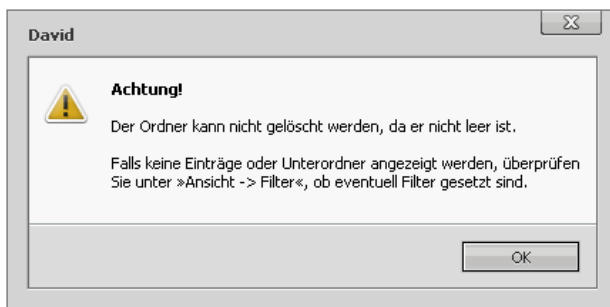 David
Achtung!
Der Ordner kann nicht gelöscht werden, da er nicht leer ist.
Falls keine Einträge oder Unterordner angezeigt werden, überprüfen
Sie unter »Ansicht -> Filter«, ob eventuell Filter gesetzt sind.
OK